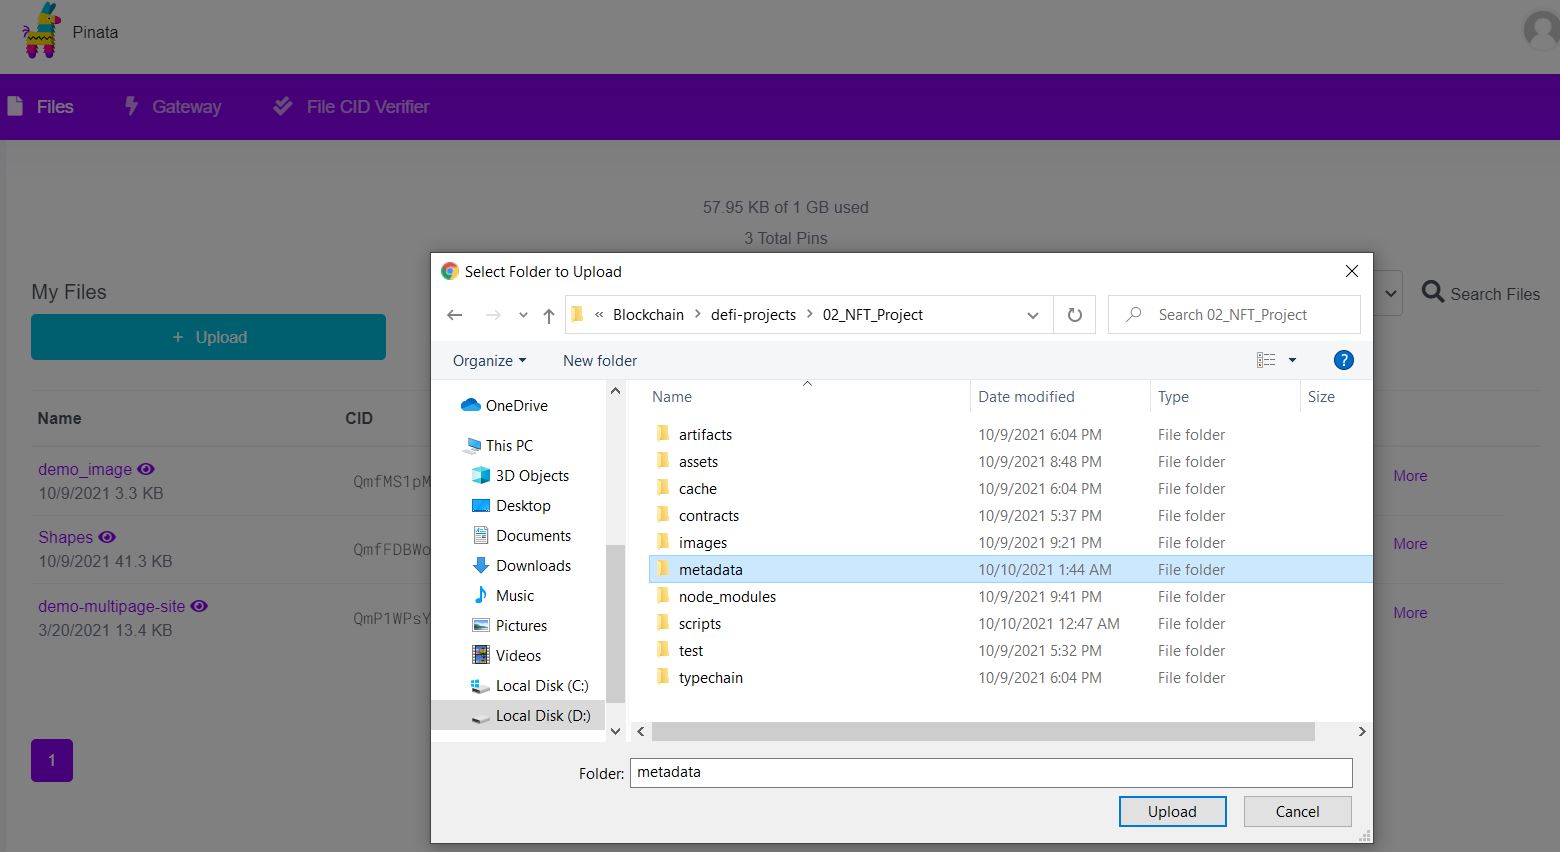 Pinata
Files Gateway File CID Verifier
57.95 KB of 1 GB used
3 Total Pins
My Files
+ Upload
Search Files
Name CID
demo_image
10/9/2021 3.3 KB
QmfMS1pM
More
Shapes
10/9/2021 41.3 KB
QmfFDBWo
More
demo-multipage-site
3/20/2021 13.4 KB
QmP1WPsY
More
1
Select Folder to Upload
« Blockchain > defi-projects > 02_NFT_Project
Search 02_NFT_Project
Organize New folder
?
OneDrive
This PC
3D Objects
Desktop
Documents
Downloads
Music
Pictures
Videos
Local Disk (C:)
Local Disk (D:)
Name Date modified Type Size
artifacts 10/9/2021 6:04 PM File folder
assets 10/9/2021 8:48 PM File folder
cache 10/9/2021 6:04 PM File folder
contracts 10/9/2021 5:37 PM File folder
images 10/9/2021 9:21 PM File folder
metadata 10/10/2021 1:44 AM File folder
node_modules 10/9/2021 9:41 PM File folder
scripts 10/10/2021 12:47 AM File folder
test 10/9/2021 5:32 PM File folder
typechain 10/9/2021 6:04 PM File folder
Folder: metadata
Upload Cancel